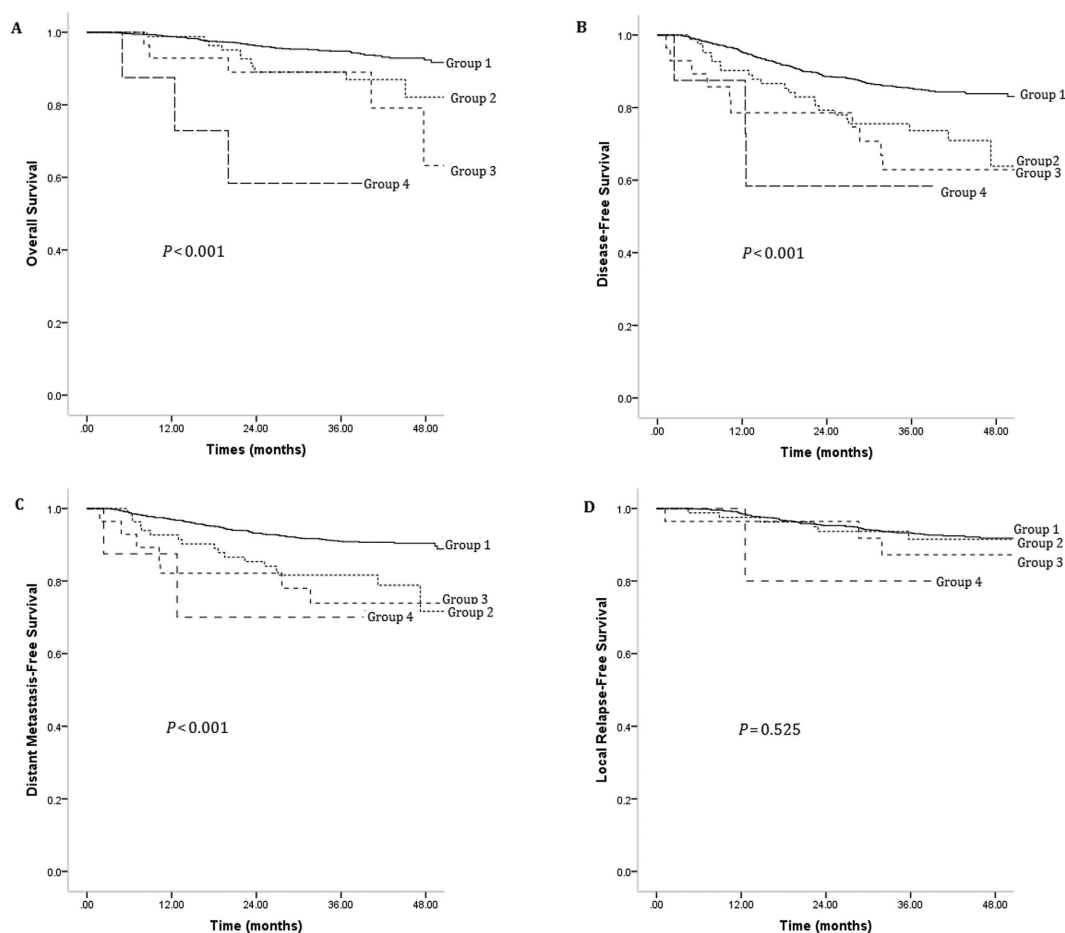 A
Overall Survival
1.0
0.8
0.6
0.4
0.2
0.0
Group 1
Group 2
Group 3
Group 4
P < 0.001
.00 12.00 24.00 36.00 48.00
Times (months)
B
Disease-Free Survival
1.0
0.8
0.6
0.4
0.2
0.0
Group 1
Group2
Group 3
Group 4
P < 0.001
.00 12.00 24.00 36.00 48.00
Time (months)
C
Distant Metastasis-Free Survival
1.0
0.8
0.6
0.4
0.2
0.0
Group 1
Group 3
Group 2
Group 4
P < 0.001
.00 12.00 24.00 36.00 48.00
Time (months)
D
Local Relapse-Free Survival
1.0
0.8
0.6
0.4
0.2
0.0
Group 1
Group 2
Group 3
Group 4
P = 0.525
.00 12.00 24.00 36.00 48.00
Time (months)